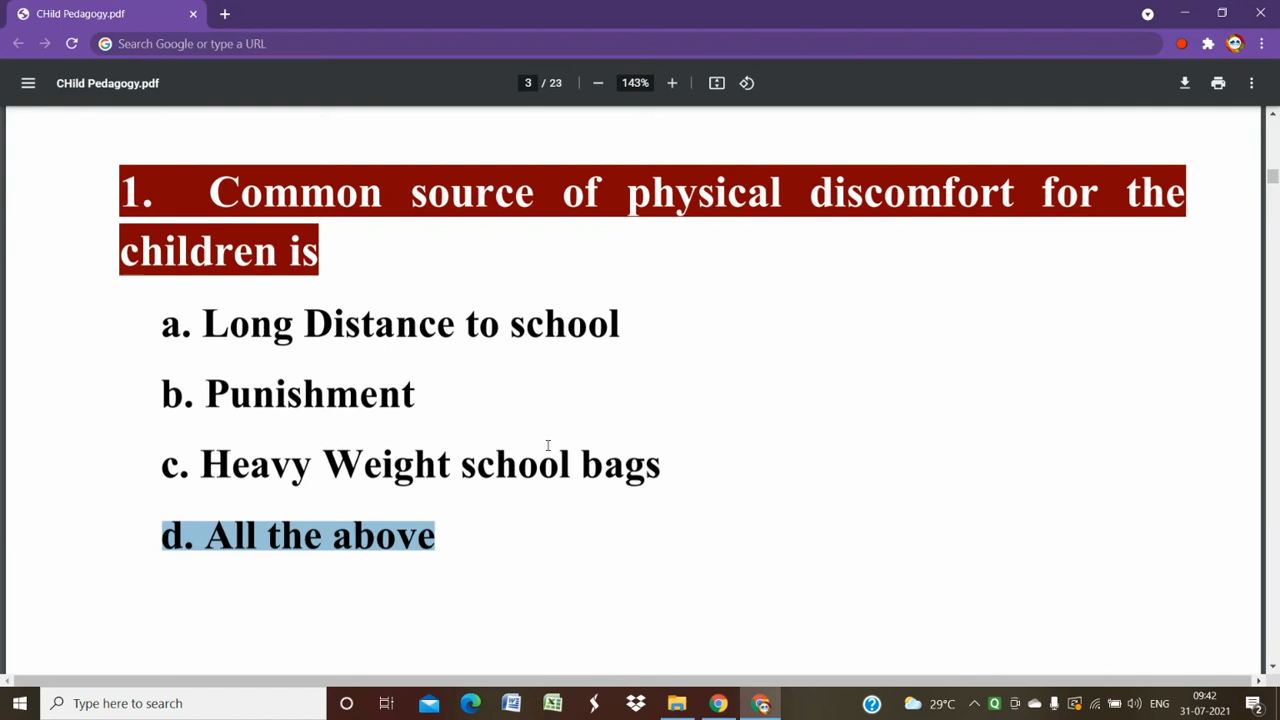 CHild Pedagogy.pdf
Search Google or type a URL
CHild Pedagogy.pdf
3 / 23
143%
1. Common source of physical discomfort for the
children is
a. Long Distance to school
b. Punishment
c. Heavy Weight school bags
d. All the above
Type here to search
29°C
ENG
09:42
31-07-2021
2